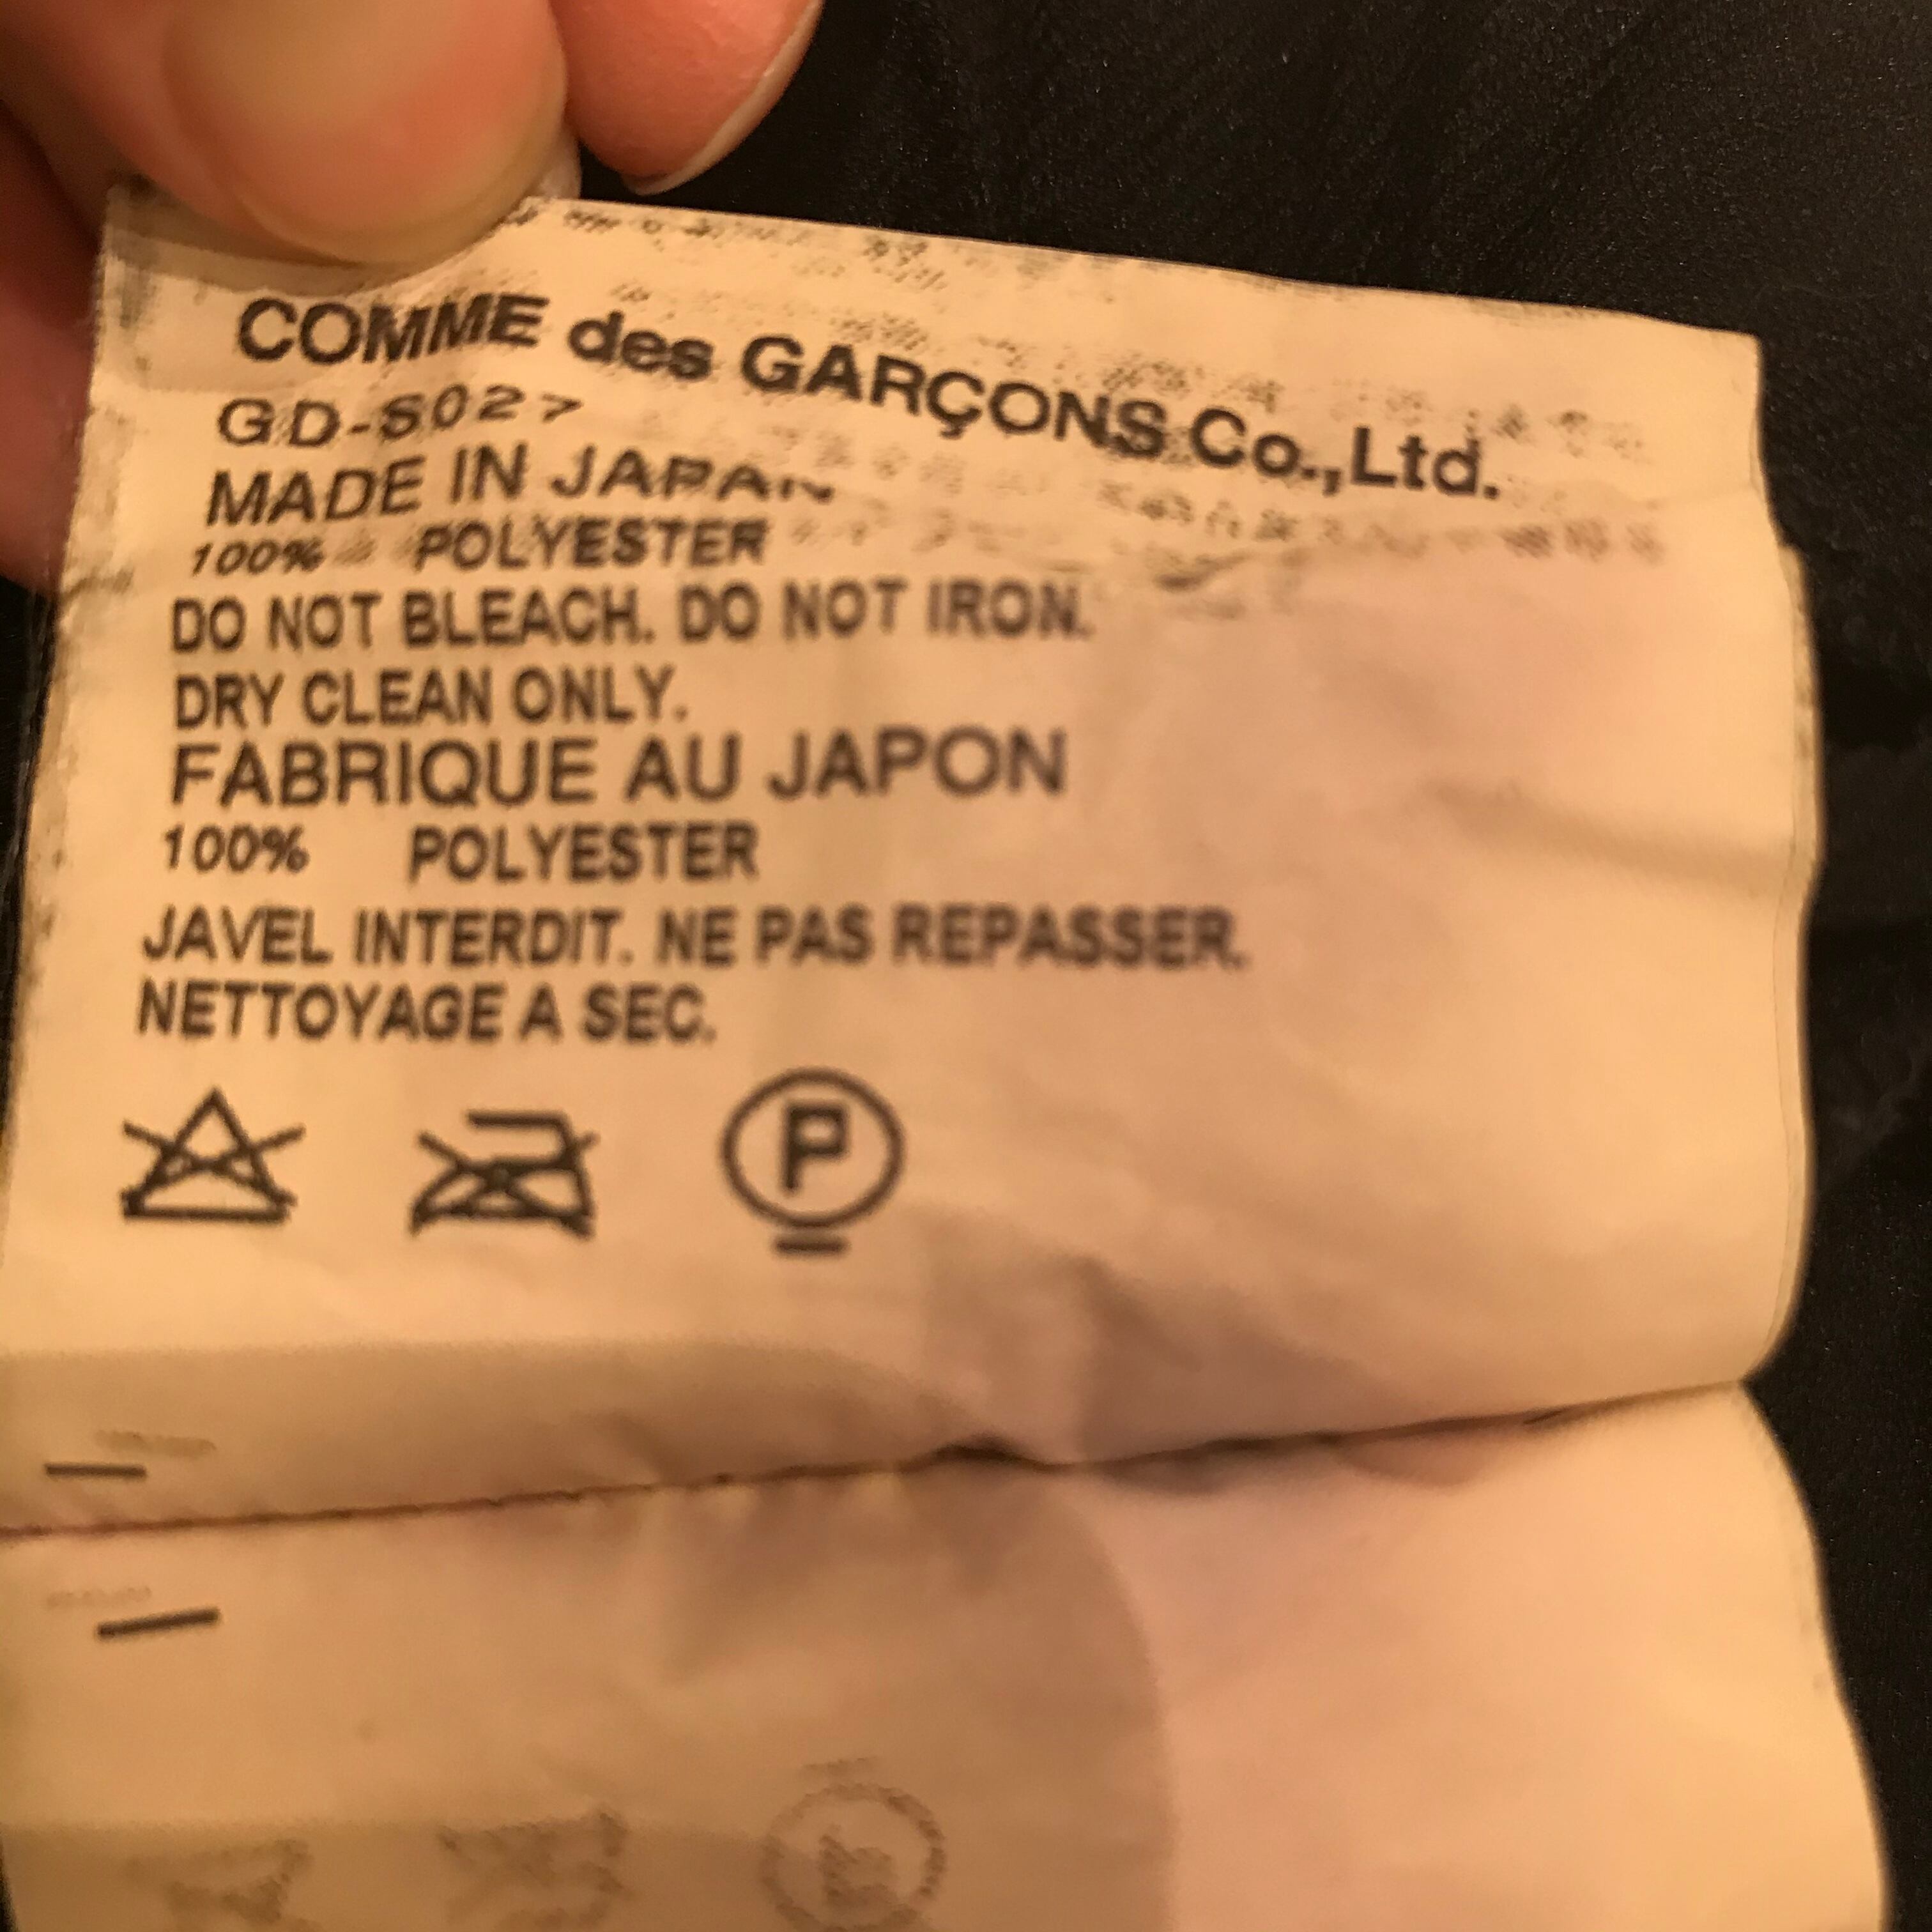 COMME des GARÇONS Co.,Ltd.
GD-S027
MADE IN JAPAN
100% POLYESTER
DO NOT BLEACH. DO NOT IRON.
DRY CLEAN ONLY.
FABRIQUE AU JAPON
100% POLYESTER
JAVEL INTERDIT. NE PAS REPASSER.
NETTOYAGE A SEC.
P